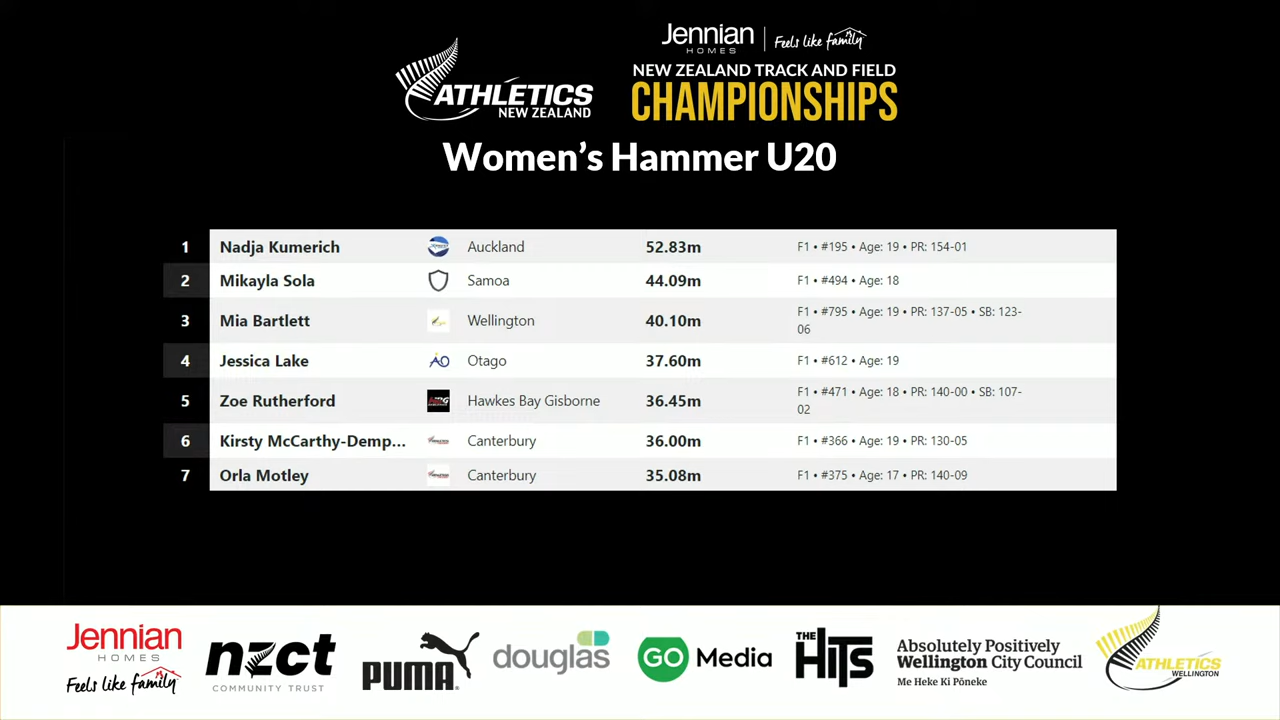 Jennian
HOMES
Feels like family
ATHLETICS
NEW ZEALAND
NEW ZEALAND TRACK AND FIELD
CHAMPIONSHIPS
Women's Hammer U20
1 Nadja Kumerich Auckland 52.83m F1 • #195 • Age: 19 • PR: 154-01
2 Mikayla Sola Samoa 44.09m F1 • #494 • Age: 18
3 Mia Bartlett Wellington 40.10m F1 • #795 • Age: 19 • PR: 137-05 • SB: 123-
06
4 Jessica Lake AO Otago 37.60m F1 • #612 • Age: 19
5 Zoe Rutherford Hawkes Bay Gisborne 36.45m F1 • #471 • Age: 18 • PR: 140-00 • SB: 107-
02
6 Kirsty McCarthy-Demp... Canterbury 36.00m F1 • #366 • Age: 19 • PR: 130-05
7 Orla Motley Canterbury 35.08m F1 • #375 • Age: 17 • PR: 140-09
Jennian
HOMES
Feels like family
nzct
COMMUNITY TRUST
PUMA
douglas
GO Media
THE
HITS
Absolutely Positively
Wellington City Council
Me Heke Ki Pōneke
ATHLETICS
WELLINGTON